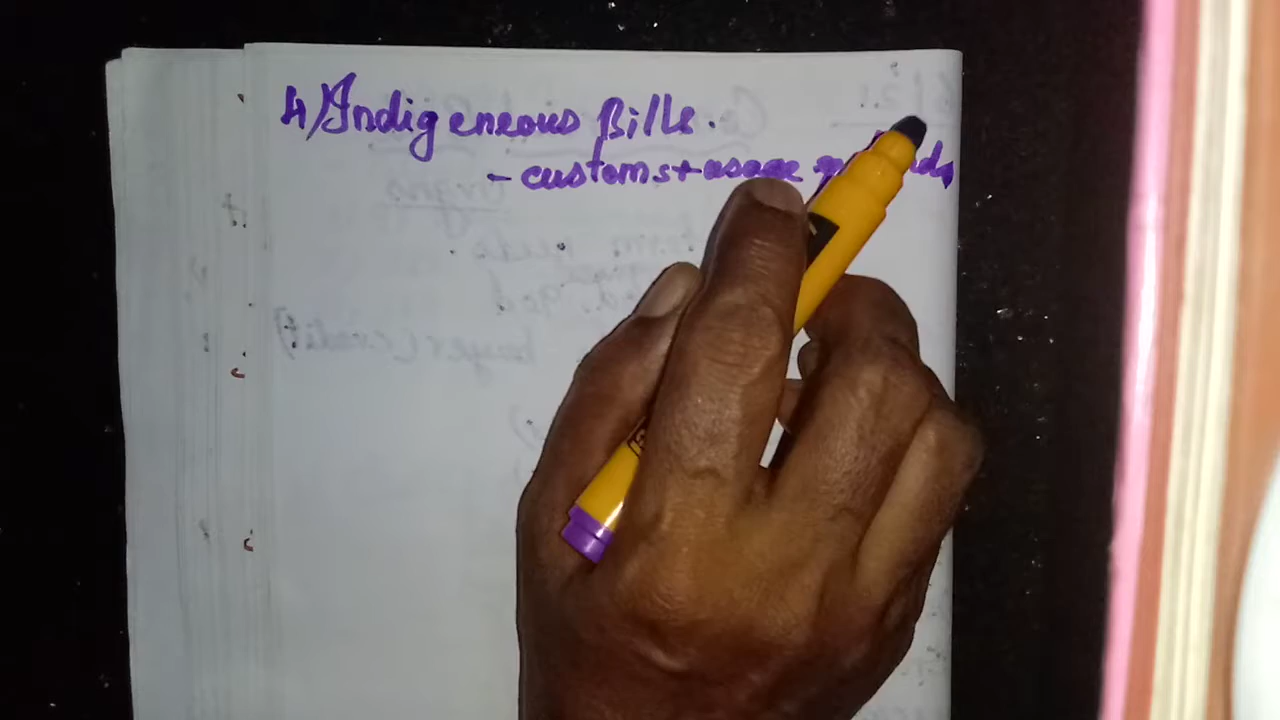 4) Indigeneous Bills.
- customs + usage